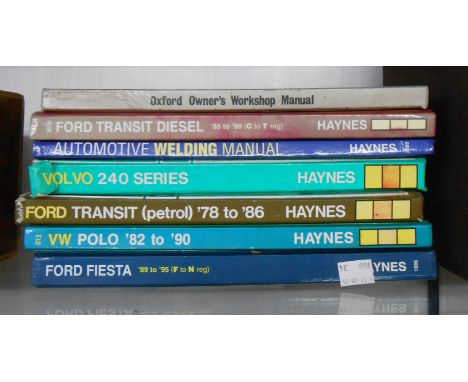 Oxford Owner's Workshop Manual
FORD TRANSIT DIESEL '86 to '99 (C to T reg) HAYNES
AUTOMOTIVE WELDING MANUAL HAYNES
VOLVO 240 SERIES HAYNES
FORD TRANSIT (petrol) '78 to '86 HAYNES
813 VW POLO '82 to '90 HAYNES
FORD FIESTA '89 to '95 (F to N reg) HAYNES